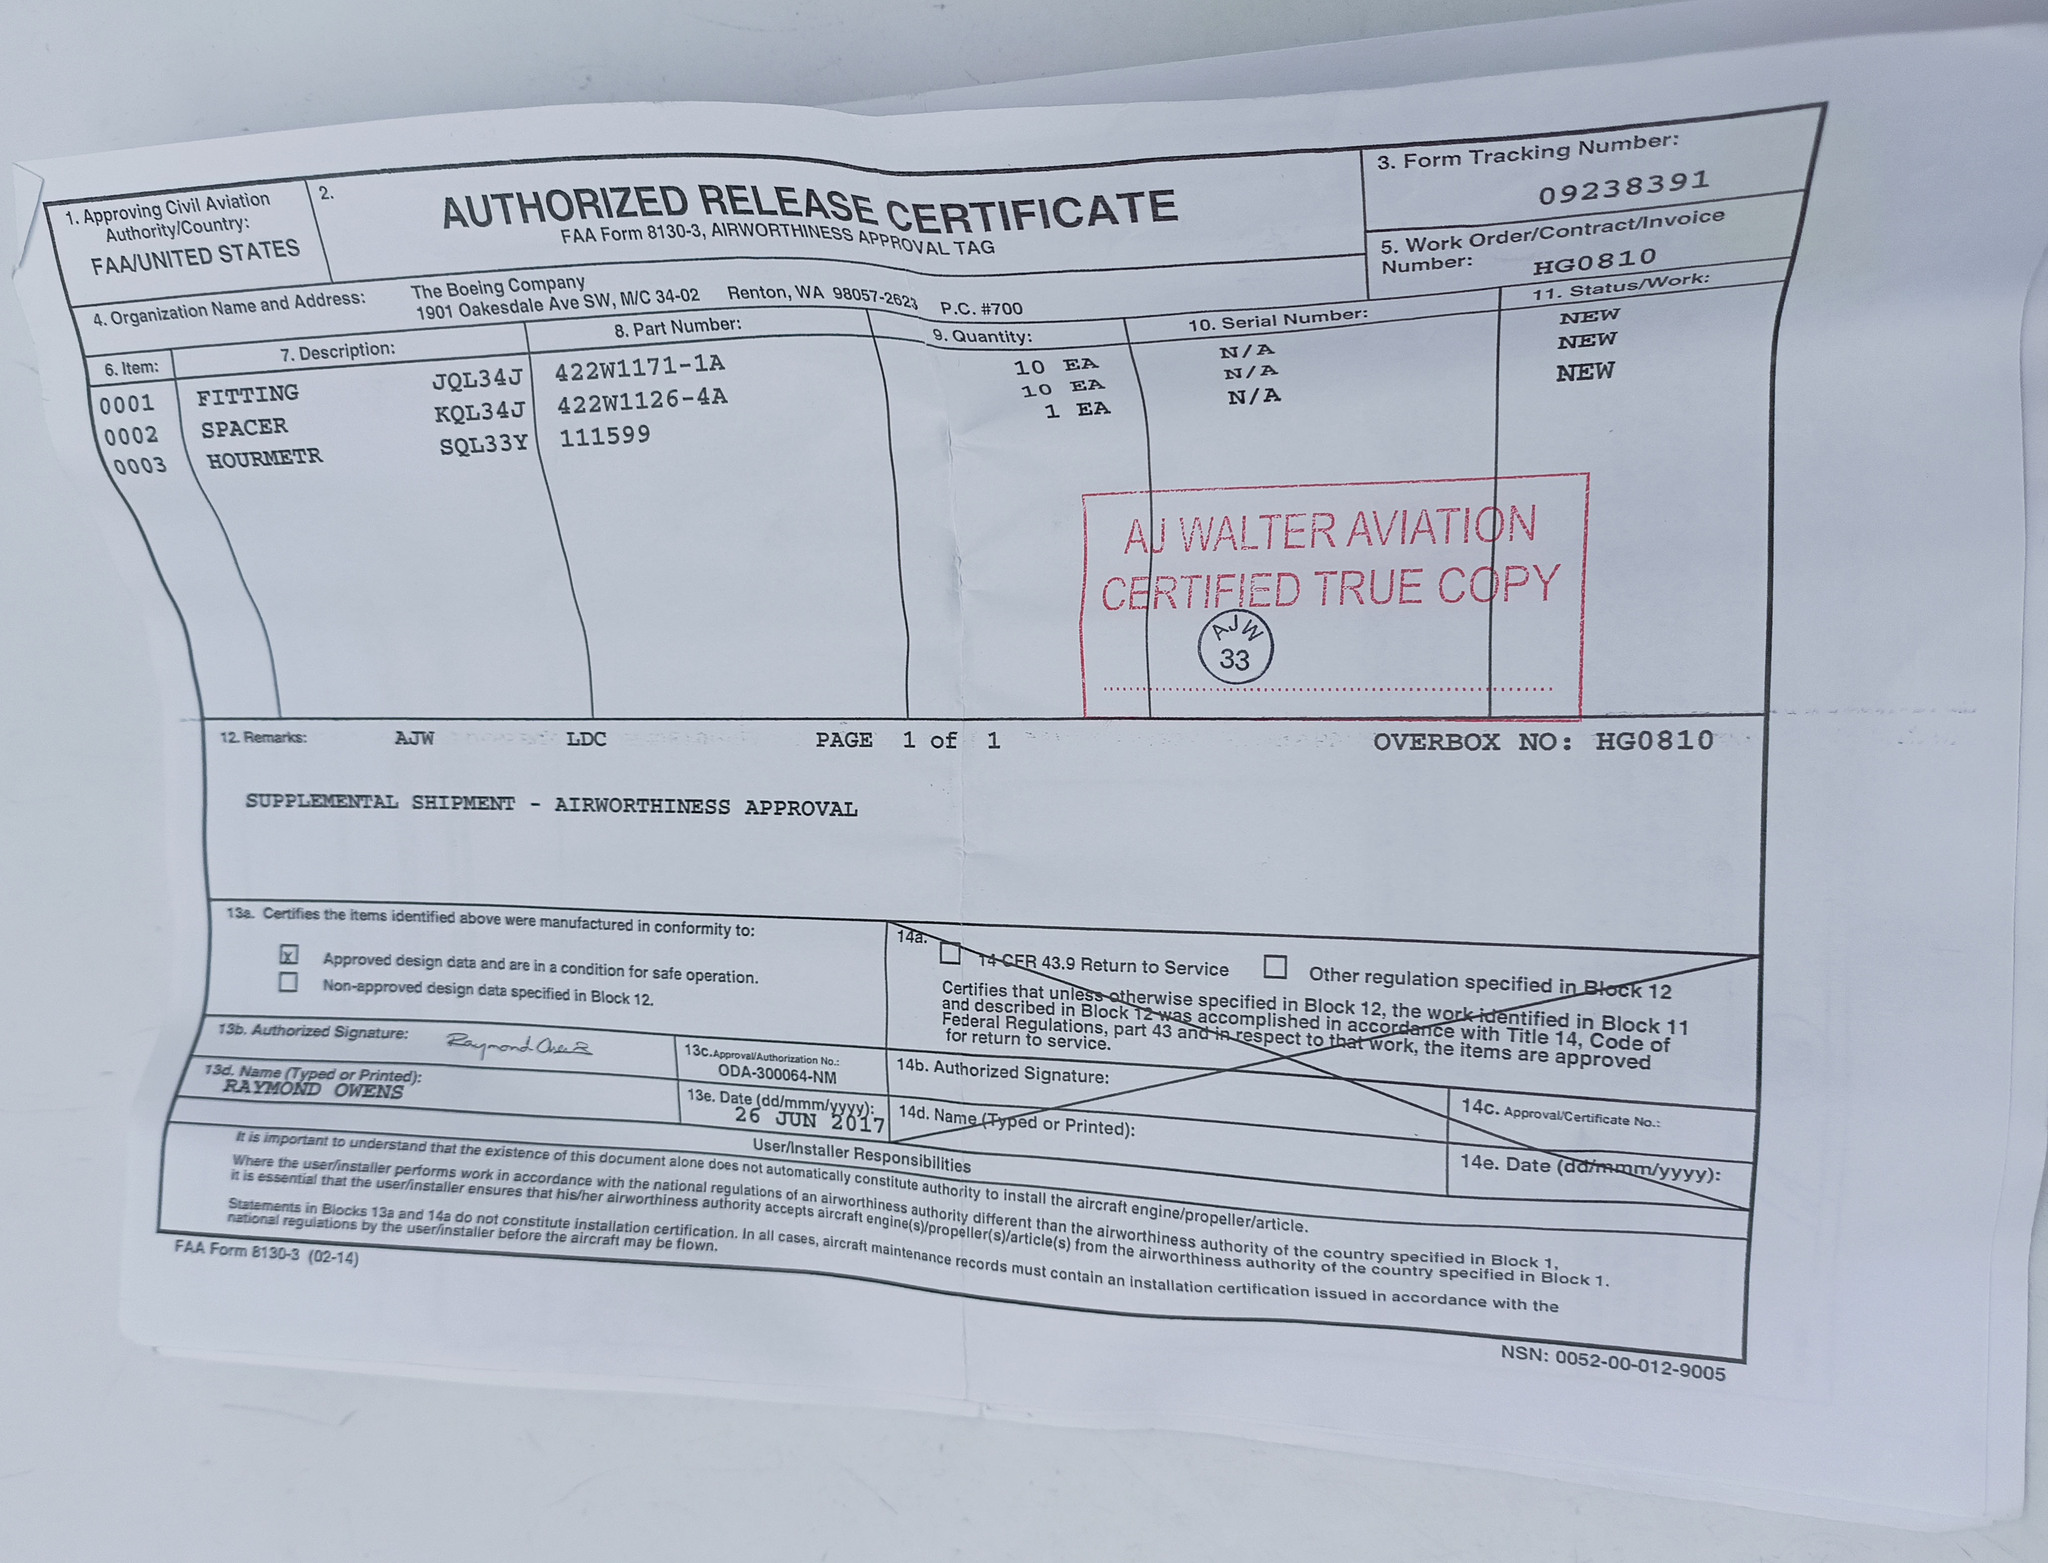 1. Approving Civil Aviation
Authority/Country:
FAA/UNITED STATES
2.
AUTHORIZED RELEASE CERTIFICATE
FAA Form 8130-3, AIRWORTHINESS APPROVAL TAG
3. Form Tracking Number:
09238391
4. Organization Name and Address:
The Boeing Company
1901 Oakesdale Ave SW, M/C 34-02 Renton, WA 98057-2623 P.C. #700
5. Work Order/Contract/Invoice
Number: HG0810
6. Item: 7. Description: 8. Part Number: 9. Quantity: 10. Serial Number: 11. Status/Work:
0001 FITTING JQL34J 422W1171-1A 10 EA N/A NEW
0002 SPACER KQL34J 422W1126-4A 10 EA N/A NEW
0003 HOURMETR SQL33Y 111599 1 EA N/A NEW
AJ WALTER AVIATION
CERTIFIED TRUE COPY
AJW
33
12. Remarks: AJW LDC PAGE 1 of 1 OVERBOX NO: HG0810
SUPPLEMENTAL SHIPMENT - AIRWORTHINESS APPROVAL
13a. Certifies the items identified above were manufactured in conformity to:
x Approved design data and are in a condition for safe operation.
Non-approved design data specified in Block 12.
14a. 14 CFR 43.9 Return to Service Other regulation specified in Block 12
Certifies that unless otherwise specified in Block 12, the work identified in Block 11
and described in Block 12 was accomplished in accordance with Title 14, Code of
Federal Regulations, part 43 and in respect to that work, the items are approved
for return to service.
13b. Authorized Signature: Raymond Owens
13c. Approval/Authorization No.:
ODA-300064-NM
14b. Authorized Signature:
14c. Approval/Certificate No.:
13d. Name (Typed or Printed):
RAYMOND OWENS
13e. Date (dd/mmm/yyyy):
26 JUN 2017
14d. Name (Typed or Printed):
14e. Date (dd/mmm/yyyy):
User/Installer Responsibilities
It is important to understand that the existence of this document alone does not automatically constitute authority to install the aircraft engine/propeller/article.
Where the user/installer performs work in accordance with the national regulations of an airworthiness authority different than the airworthiness authority of the country specified in Block 1,
it is essential that the user/installer ensures that his/her airworthiness authority accepts aircraft engine(s)/propeller(s)/article(s) from the airworthiness authority of the country specified in Block 1.
Statements in Blocks 13a and 14a do not constitute installation certification. In all cases, aircraft maintenance records must contain an installation certification issued in accordance with the
national regulations by the user/installer before the aircraft may be flown.
FAA Form 8130-3 (02-14)
NSN: 0052-00-012-9005